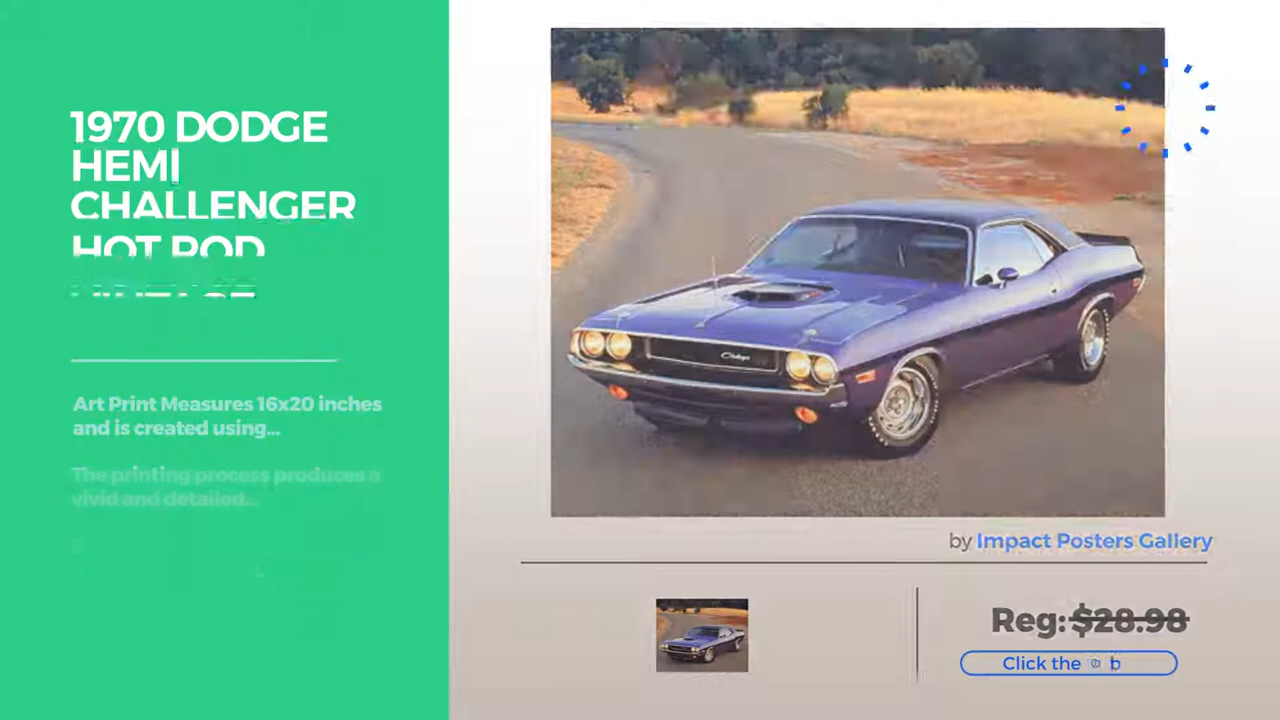 1970 DODGE
HEMI
CHALLENGER
HOT ROD
VINTAGE
Art Print Measures 16x20 inches
and is created using...
The printing process produces a
vivid and detailed...
by Impact Posters Gallery
Reg: $28.98
Click the